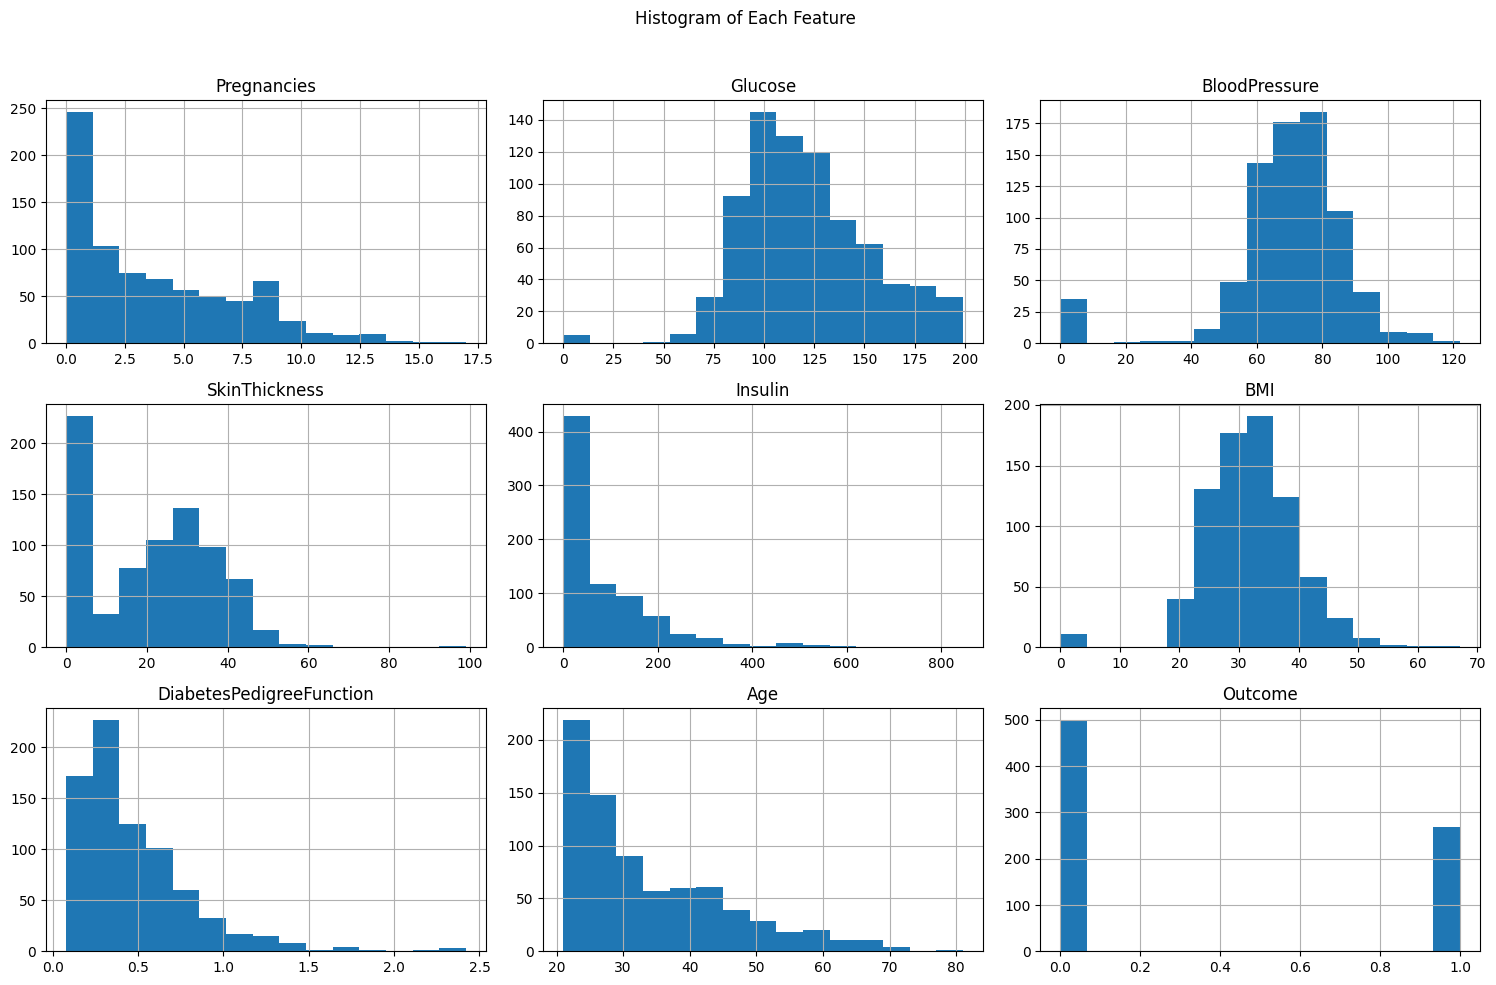 Histogram of Each Feature
Pregnancies
250
200
150
100
50
0
0.0 2.5 5.0 7.5 10.0 12.5 15.0 17.5
Glucose
140
120
100
80
60
40
20
0
0 25 50 75 100 125 150 175 200
BloodPressure
175
150
125
100
75
50
25
0
0 20 40 60 80 100 120
SkinThickness
200
150
100
50
0
0 20 40 60 80 100
Insulin
400
300
200
100
0
0 200 400 600 800
BMI
200
150
100
50
0
0 10 20 30 40 50 60 70
DiabetesPedigreeFunction
200
150
100
50
0
0.0 0.5 1.0 1.5 2.0 2.5
Age
200
150
100
50
0
20 30 40 50 60 70 80
Outcome
500
400
300
200
100
0
0.0 0.2 0.4 0.6 0.8 1.0